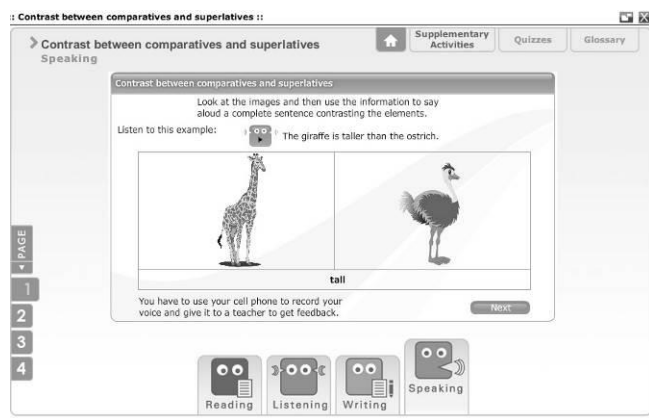 :: Contrast between comparatives and superlatives ::
Contrast between comparatives and superlatives
Speaking
Supplementary
Activities
Quizzes
Glossary
Contrast between comparatives and superlatives
Look at the images and then use the information to say
aloud a complete sentence contrasting the elements.
Listen to this example:
The giraffe is taller than the ostrich.
tall
You have to use your cell phone to record your
voice and give it to a teacher to get feedback.
Next
PAGE
1
2
3
4
Reading
Listening
Writing
Speaking